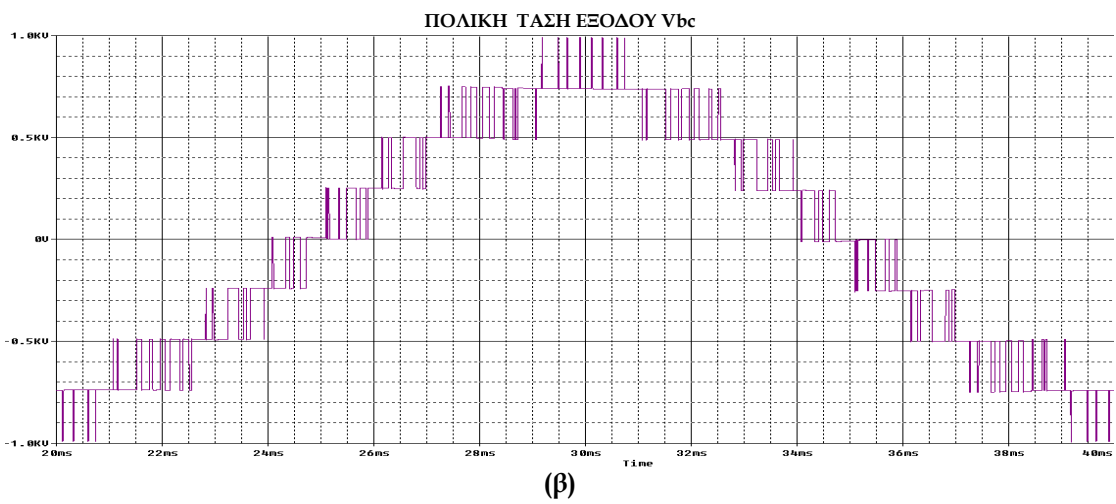 ΠΟΛΙΚΗ ΤΑΣΗ ΕΞΟΔΟΥ Vbc
1.0KV
0.5KV
0V
-0.5KV
-1.0KV
20ms 22ms 24ms 26ms 28ms 30ms 32ms 34ms 36ms 38ms 40ms
Time
(β)